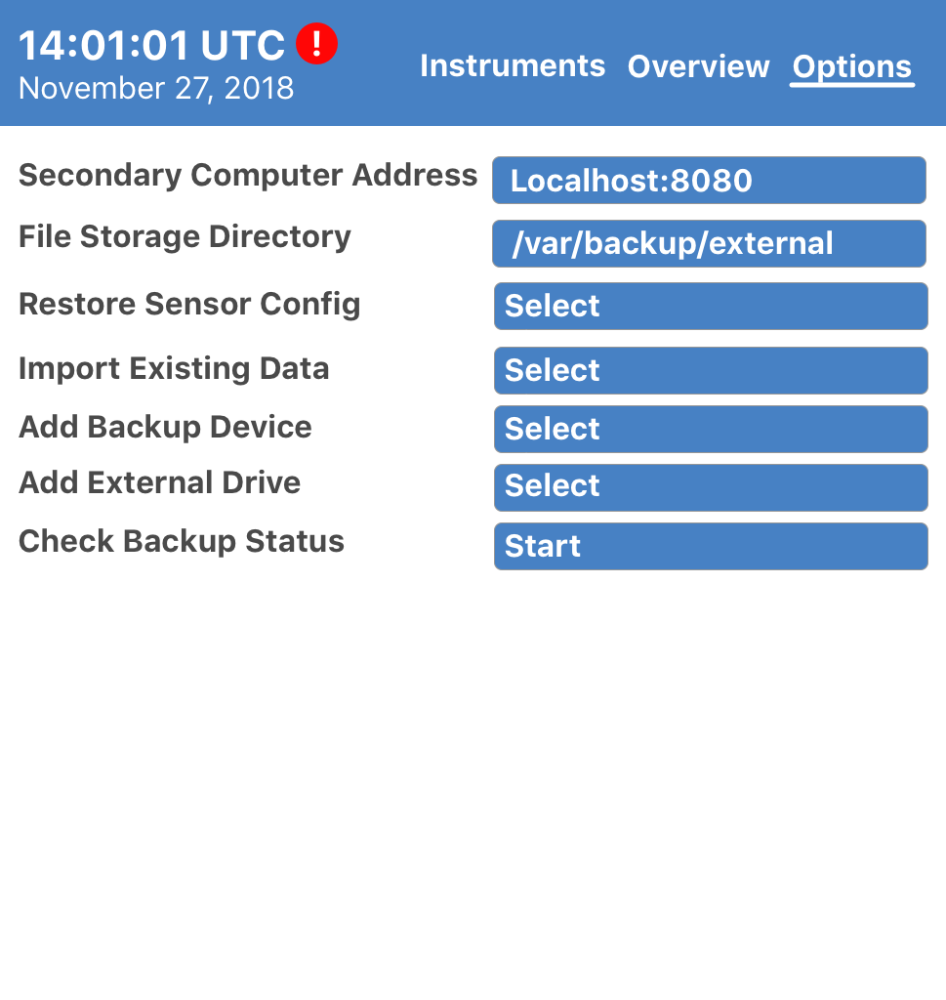 14:01:01 UTC !
November 27, 2018
Instruments Overview Options
Secondary Computer Address Localhost:8080
File Storage Directory /var/backup/external
Restore Sensor Config Select
Import Existing Data Select
Add Backup Device Select
Add External Drive Select
Check Backup Status Start